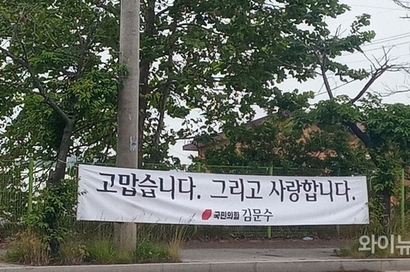 고맙습니다. 그리고 사랑합니다.
국민의힘 김문수
와이뉴스